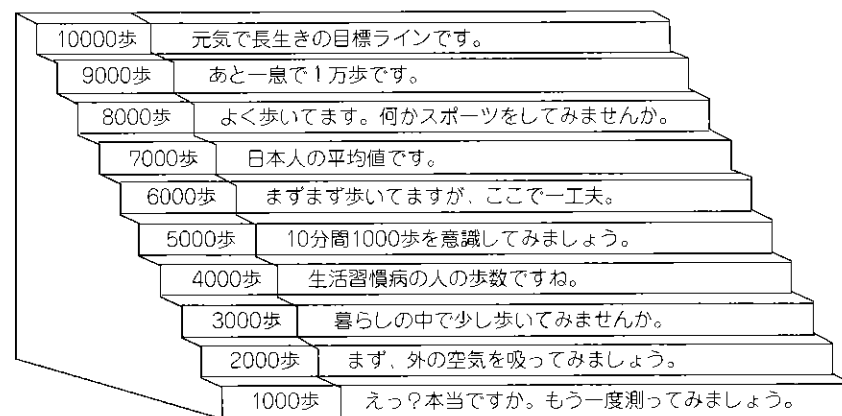 10000歩 元気で長生きの目標ラインです。
9000歩 あと一息で1万歩です。
8000歩 よく歩いてます。何かスポーツをしてみませんか。
7000歩 日本人の平均値です。
6000歩 まずまず歩いてますが、ここで一工夫。
5000歩 10分間1000歩を意識してみましょう。
4000歩 生活習慣病の人の歩数ですね。
3000歩 暮らしの中で少し歩いてみませんか。
2000歩 まず、外の空気を吸ってみましょう。
1000歩 えっ?本当ですか。もう一度測ってみましょう。